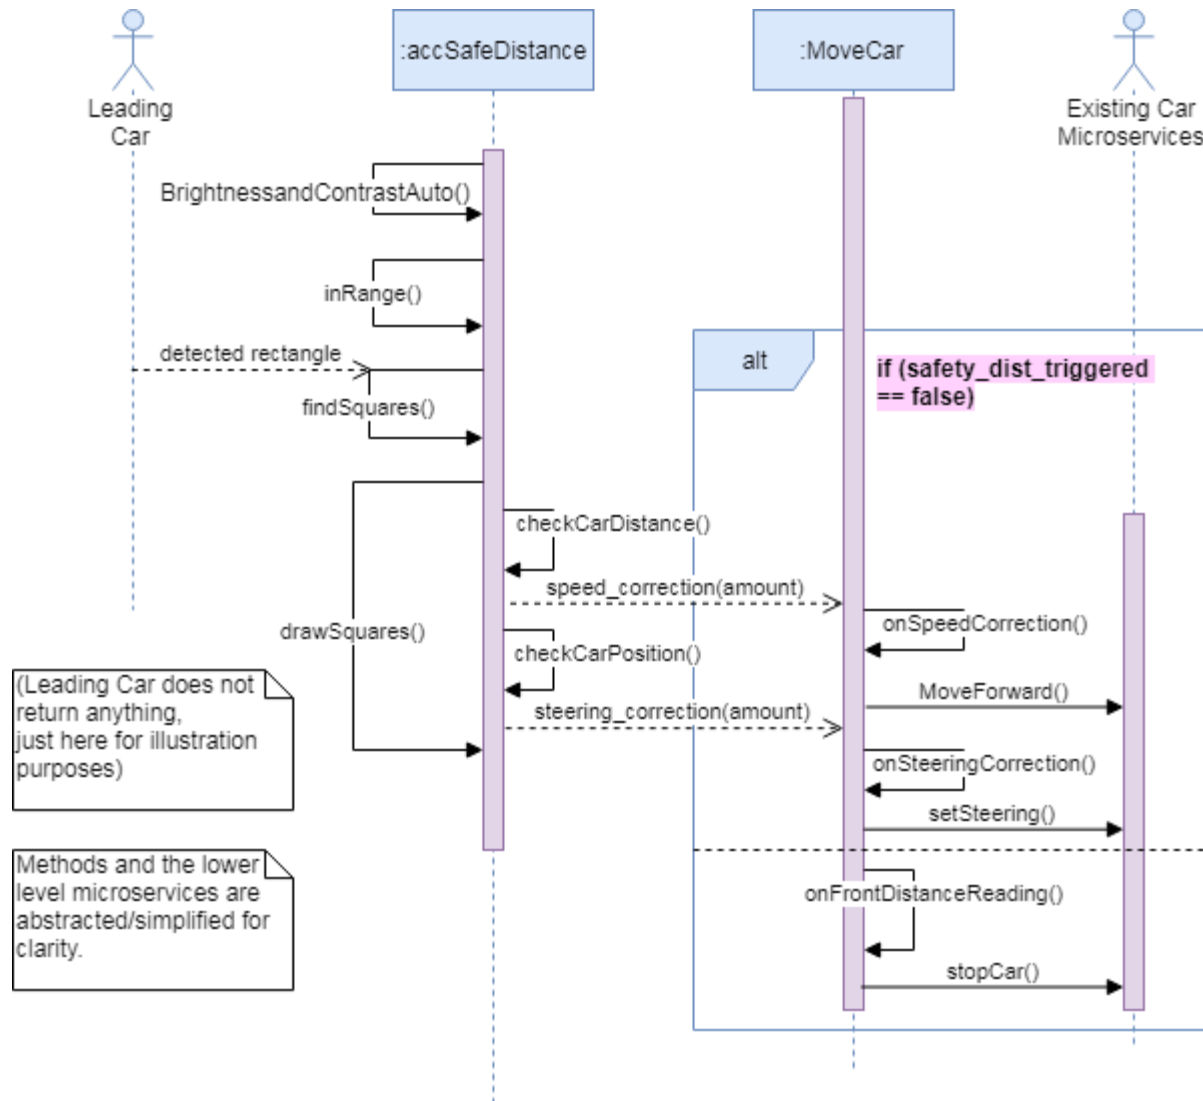 :accSafeDistance
:MoveCar
Leading
Car
Existing Car
Microservices
BrightnessandContrastAuto()
inRange()
detected rectangle
alt
if (safety_dist_triggered
== false)
findSquares()
checkCarDistance()
speed_correction(amount)
onSpeedCorrection()
drawSquares()
checkCarPosition()
MoveForward()
steering_correction(amount)
(Leading Car does not
return anything,
just here for illustration
purposes)
onSteeringCorrection()
setSteering()
Methods and the lower
level microservices are
abstracted/simplified for
clarity.
onFrontDistanceReading()
stopCar()